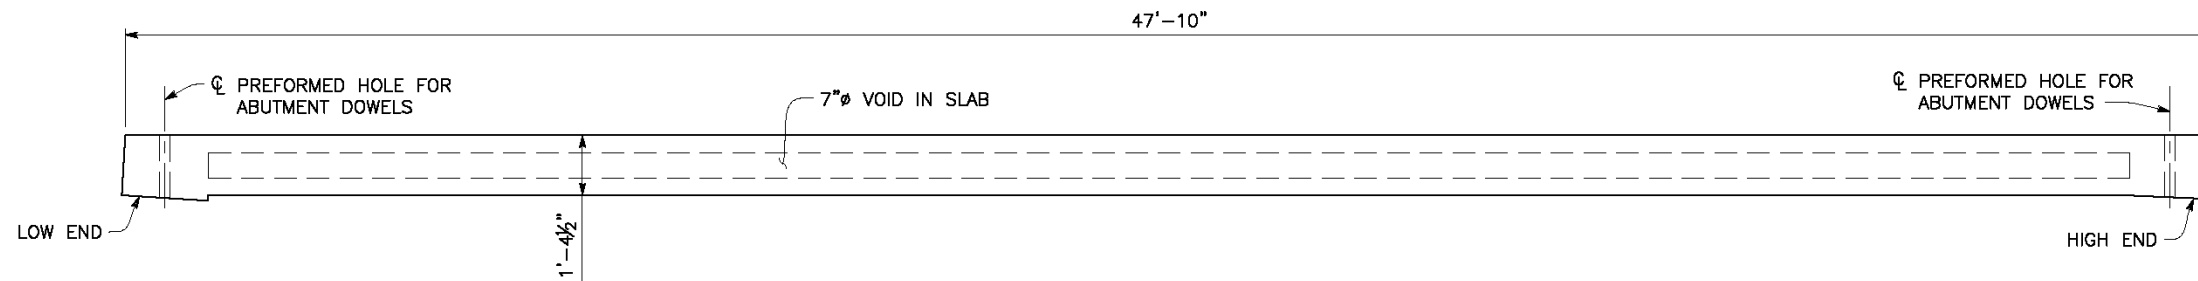 47'-10"
℄ PREFORMED HOLE FOR
ABUTMENT DOWELS
7"ø VOID IN SLAB
℄ PREFORMED HOLE FOR
ABUTMENT DOWELS
LOW END
1'-4½"
HIGH END